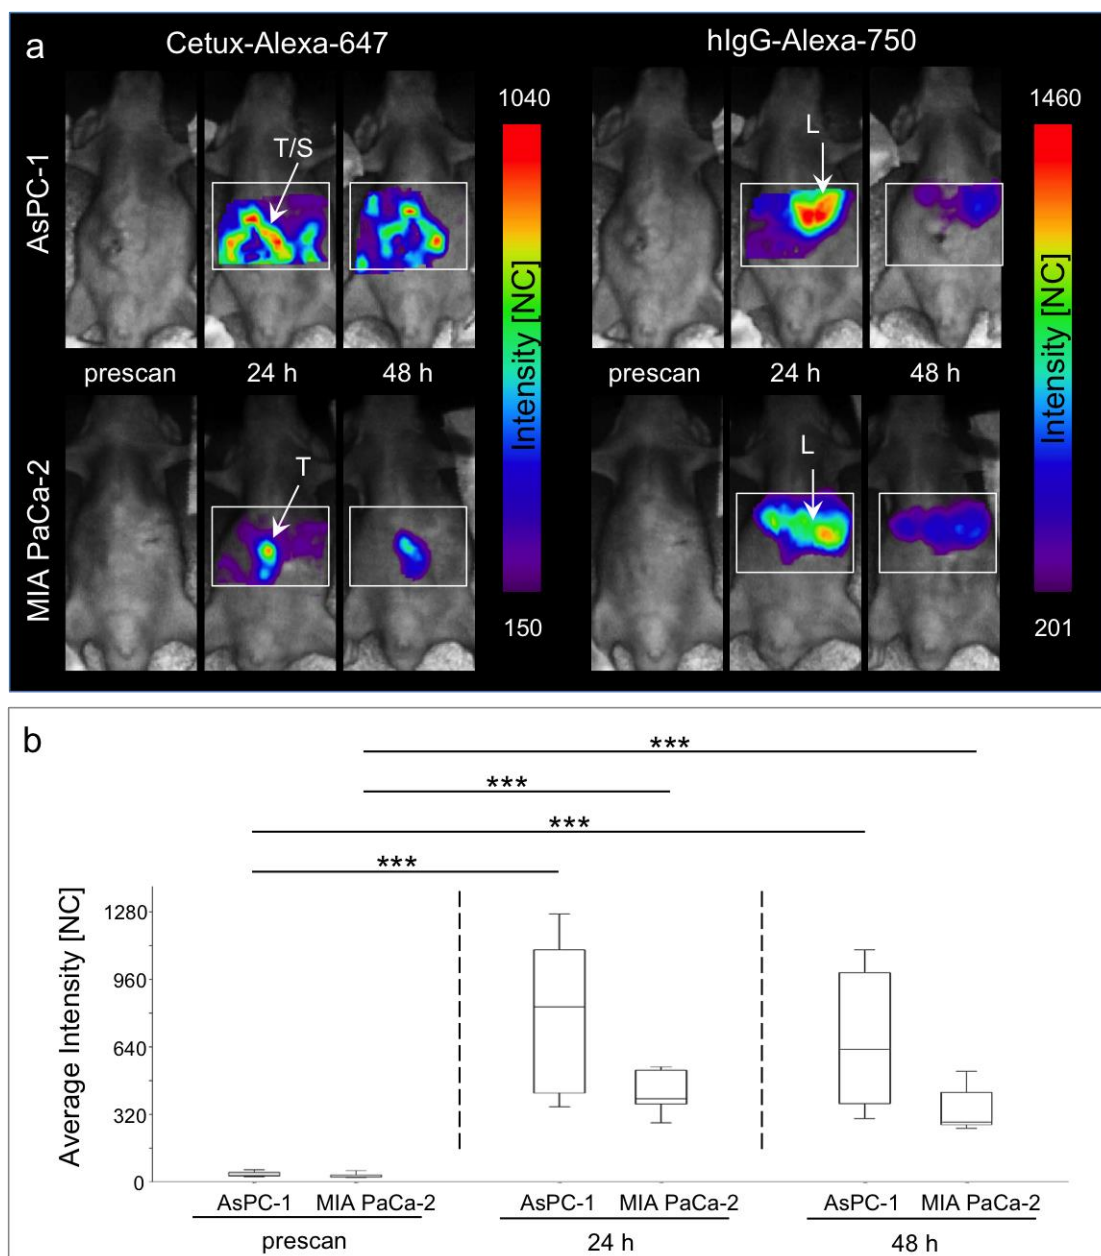 a
Cetux-Alexa-647
hIgG-Alexa-750
AsPC-1
T/S
1040
L
1460
Intensity [NC]
Intensity [NC]
prescan 24 h 48 h
prescan 24 h 48 h
MIA PaCa-2
T
L
150
201
b
***
***
***
***
Average Intensity [NC]
1280
960
640
320
0
AsPC-1 MIA PaCa-2 AsPC-1 MIA PaCa-2 AsPC-1 MIA PaCa-2
prescan 24 h 48 h